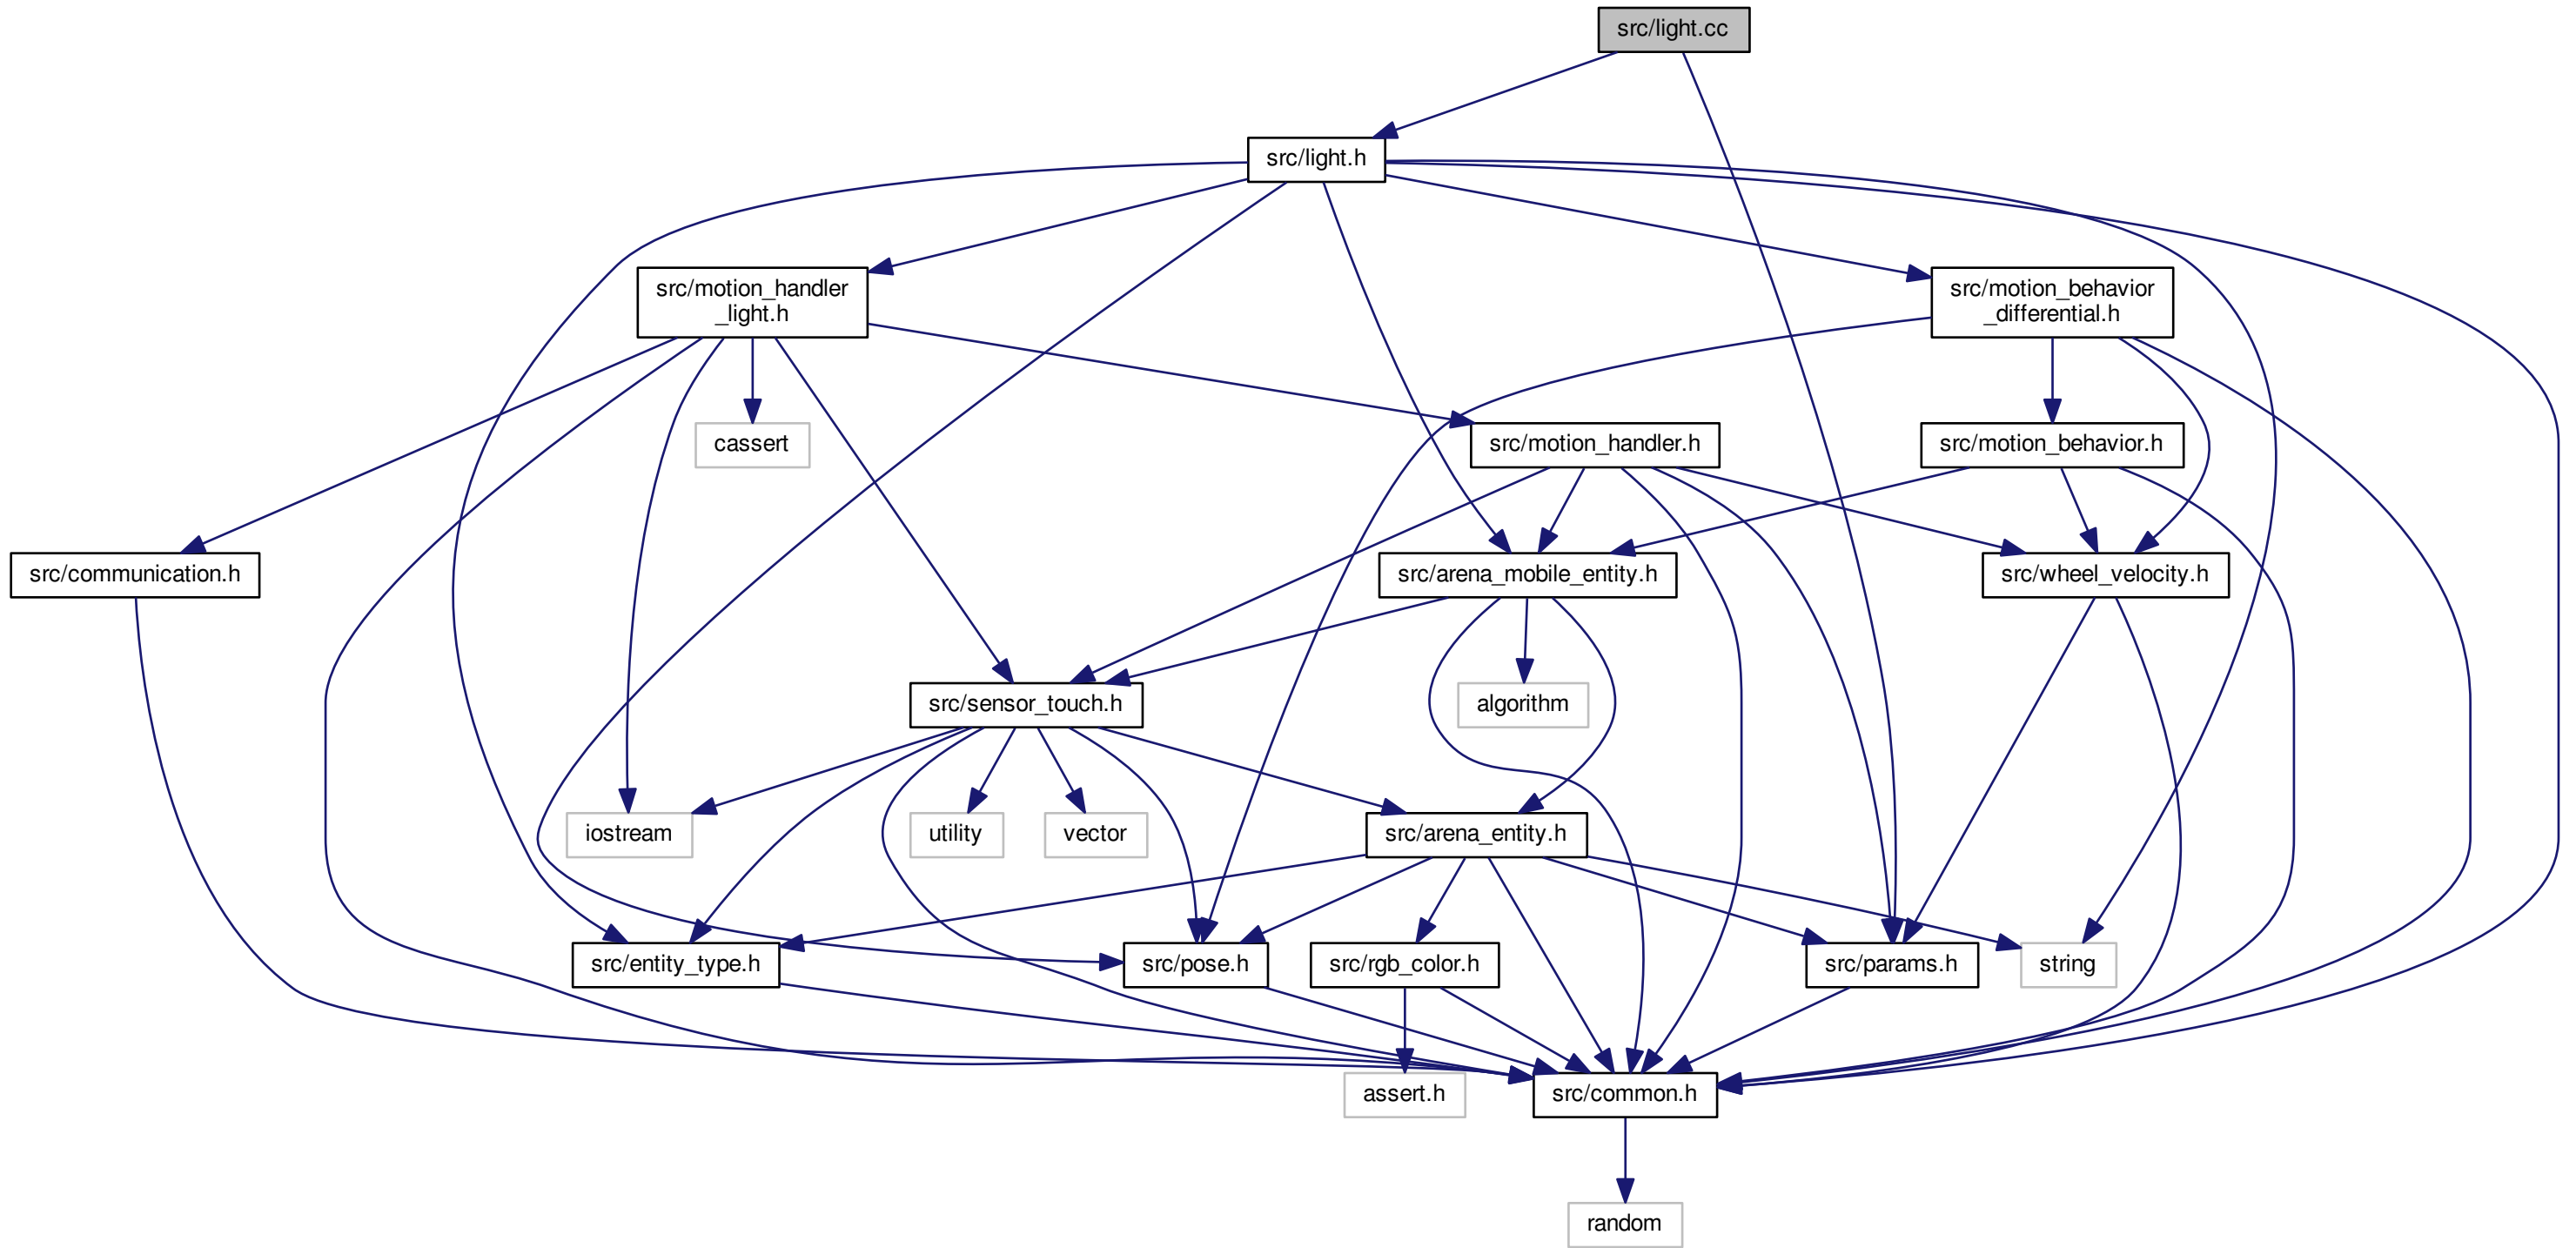 src/light.cc
src/light.h
src/motion_handler
_light.h
src/motion_behavior
_differential.h
cassert
src/motion_handler.h
src/motion_behavior.h
src/communication.h
src/arena_mobile_entity.h
src/wheel_velocity.h
src/sensor_touch.h
algorithm
iostream
utility
vector
src/arena_entity.h
src/entity_type.h
src/pose.h
src/rgb_color.h
src/params.h
string
assert.h
src/common.h
random